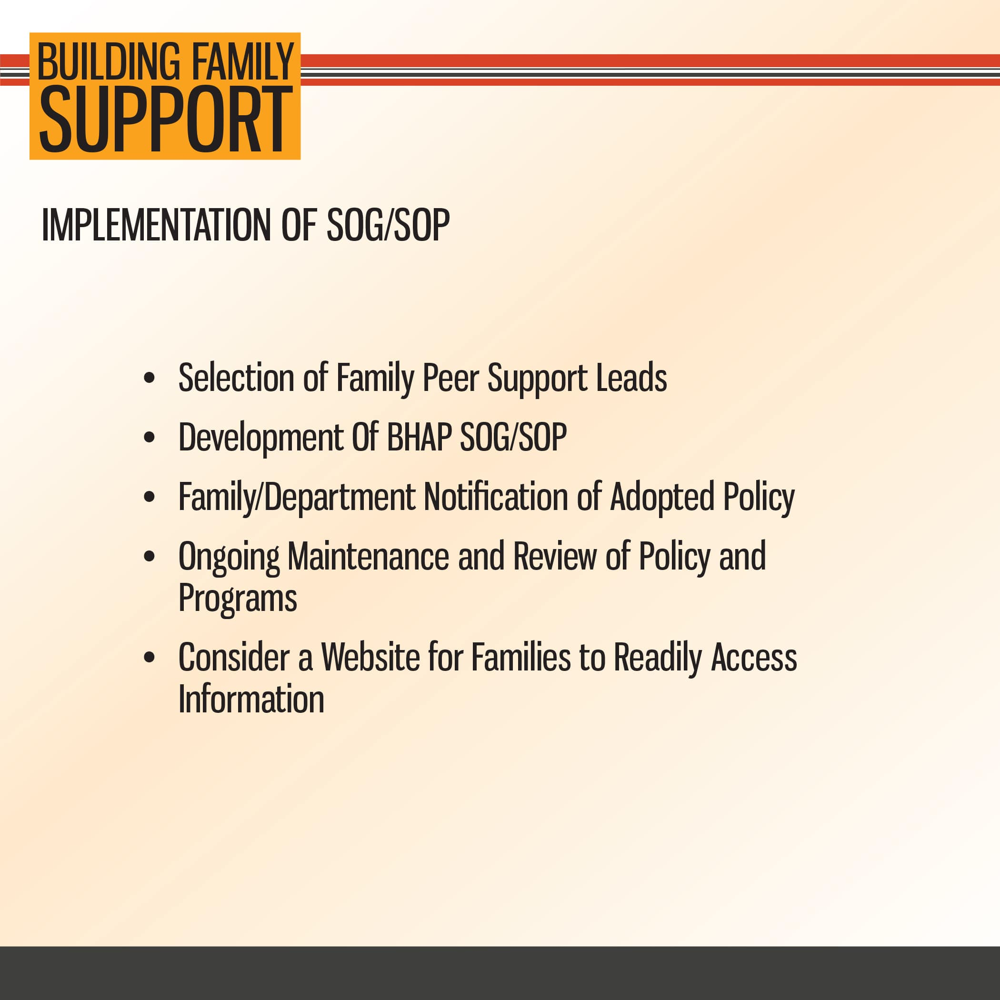 BUILDING FAMILY
SUPPORT
IMPLEMENTATION OF SOG/SOP
• Selection of Family Peer Support Leads
• Development Of BHAP SOG/SOP
• Family/Department Notification of Adopted Policy
• Ongoing Maintenance and Review of Policy and
Programs
• Consider a Website for Families to Readily Access
Information